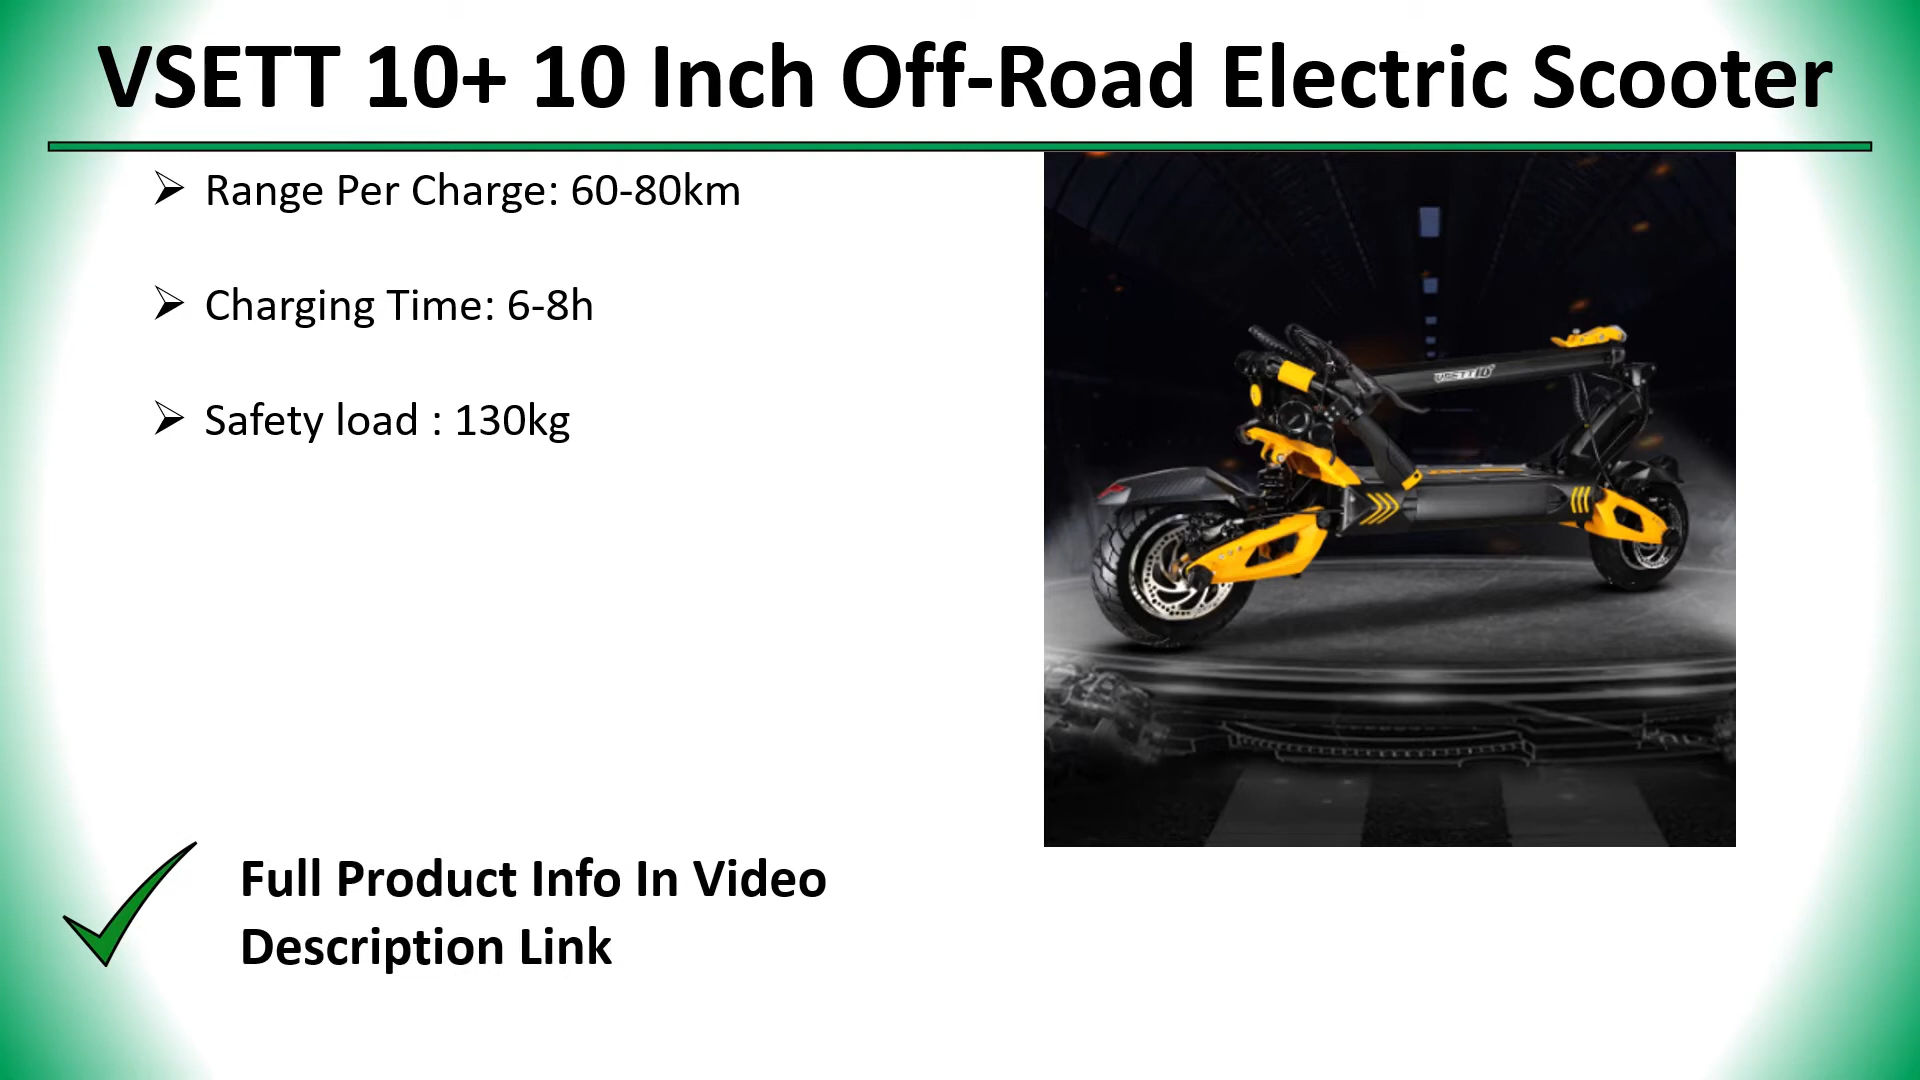 VSETT 10+ 10 Inch Off-Road Electric Scooter
Range Per Charge: 60-80km
Charging Time: 6-8h
Safety load : 130kg
VSETT10
Full Product Info In Video
Description Link